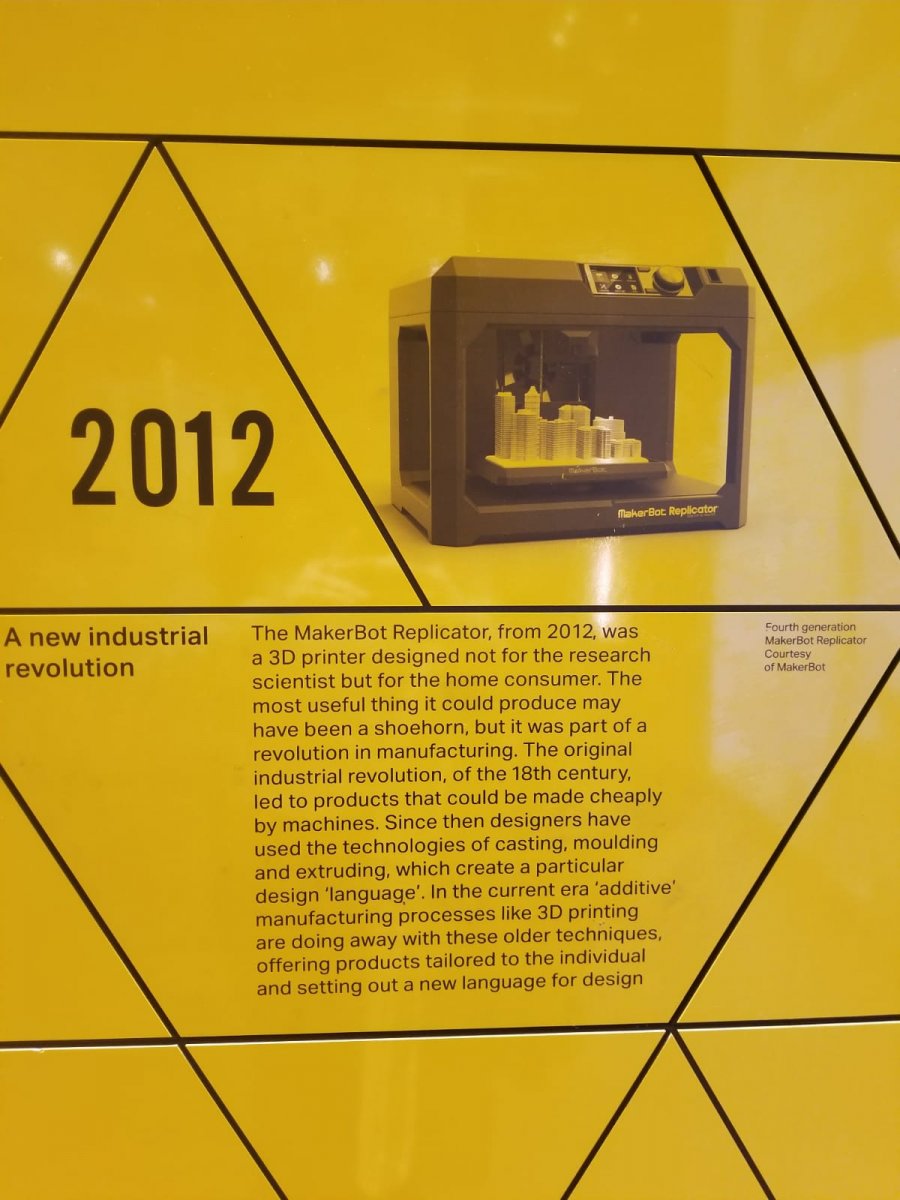 2012
MakerBot
MakerBot Replicator
A new industrial
revolution
The MakerBot Replicator, from 2012, was
a 3D printer designed not for the research
scientist but for the home consumer. The
most useful thing it could produce may
have been a shoehorn, but it was part of a
revolution in manufacturing. The original
industrial revolution, of the 18th century,
led to products that could be made cheaply
by machines. Since then designers have
used the technologies of casting, moulding
and extruding, which create a particular
design ‘language’. In the current era ‘additive’
manufacturing processes like 3D printing
are doing away with these older techniques,
offering products tailored to the individual
and setting out a new language for design
Fourth generation
MakerBot Replicator
Courtesy
of MakerBot